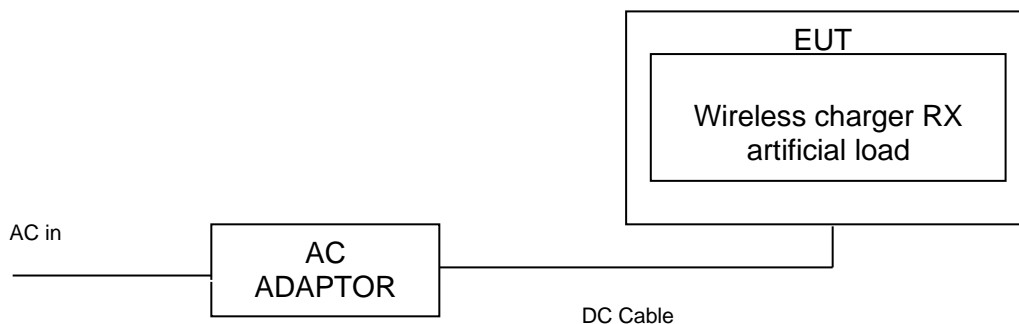 EUT
Wireless charger RX
artificial load
AC in
AC
ADAPTOR
DC Cable